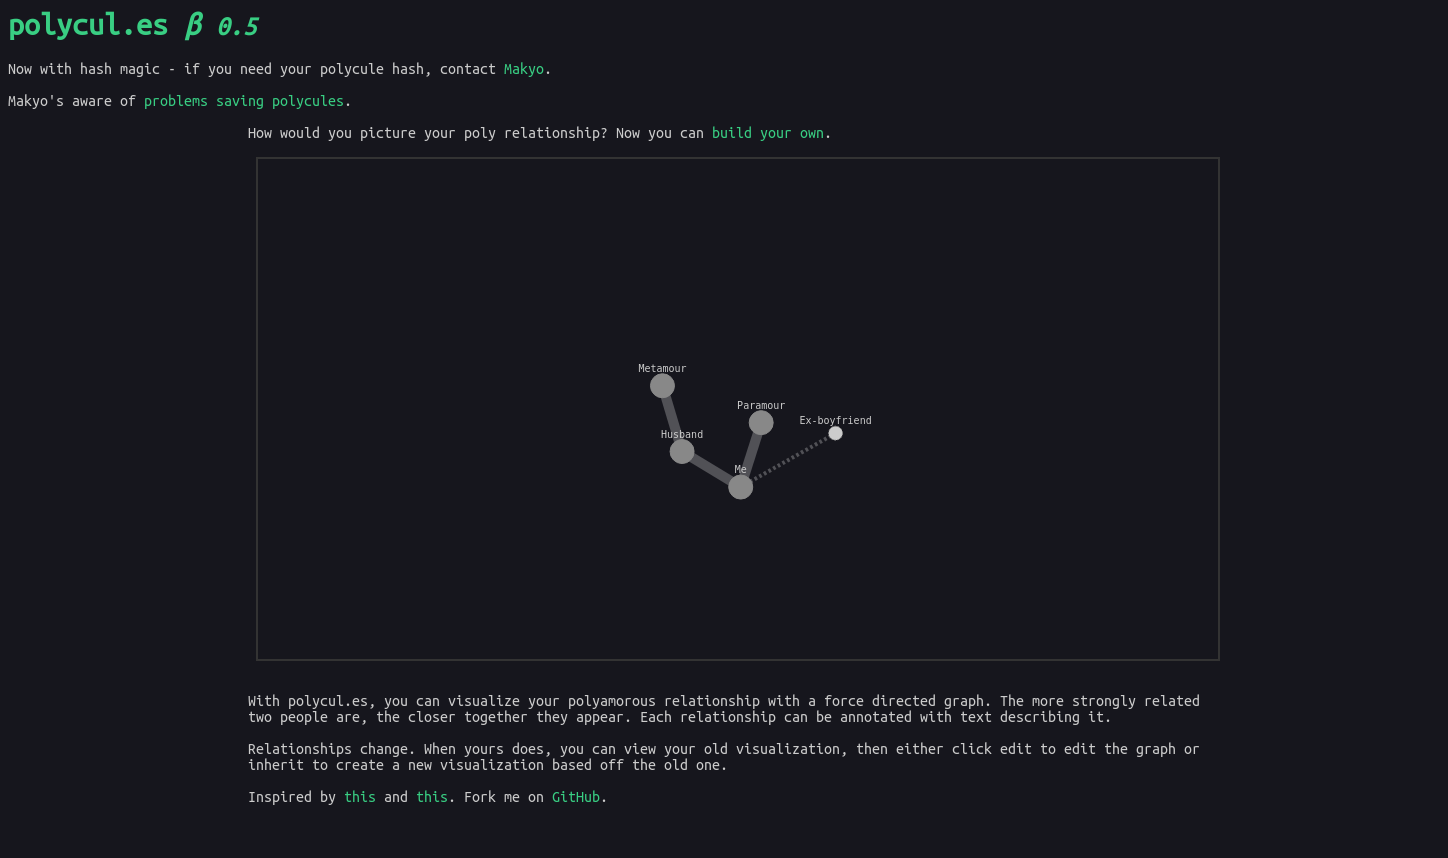 polycul.es β 0.5
Now with hash magic - if you need your polycule hash, contact Makyo.
Makyo's aware of problems saving polycules.
How would you picture your poly relationship? Now you can build your own.
Metamour
Paramour
Ex-boyfriend
Husband
Me
With polycul.es, you can visualize your polyamorous relationship with a force directed graph. The more strongly related
two people are, the closer together they appear. Each relationship can be annotated with text describing it.
Relationships change. When yours does, you can view your old visualization, then either click edit to edit the graph or
inherit to create a new visualization based off the old one.
Inspired by this and this. Fork me on GitHub.